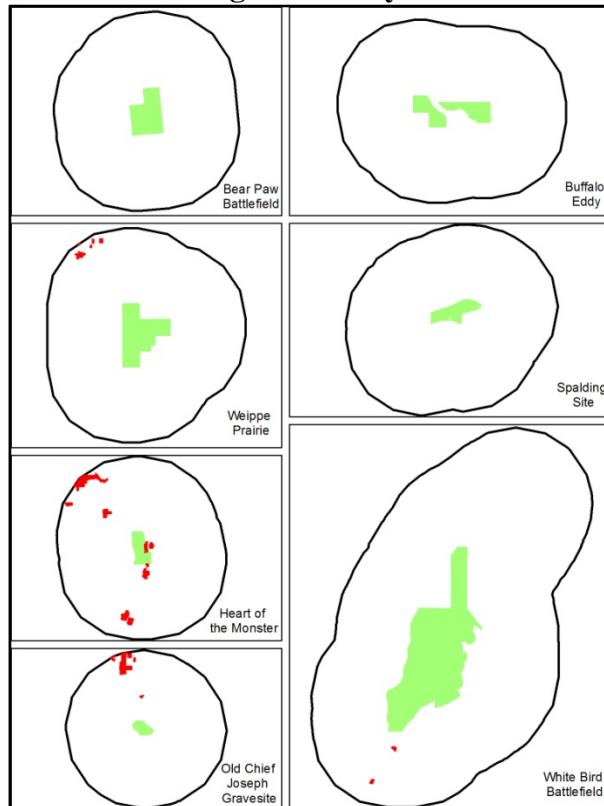 Bear Paw
Battlefield
Buffalo
Eddy
Weippe
Prairie
Spalding
Site
Heart of
the Monster
Old Chief
Joseph
Gravesite
White Bird
Battlefield